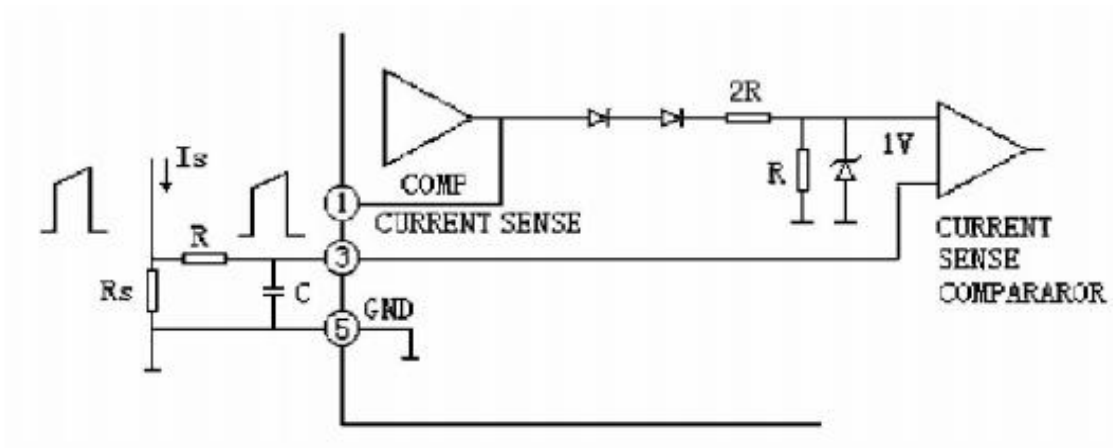 2R
Is
1V
COMP
R
1
CURRENT SENSE
R
3
CURRENT
SENSE
COMPARAROR
Rs
C
GND
5